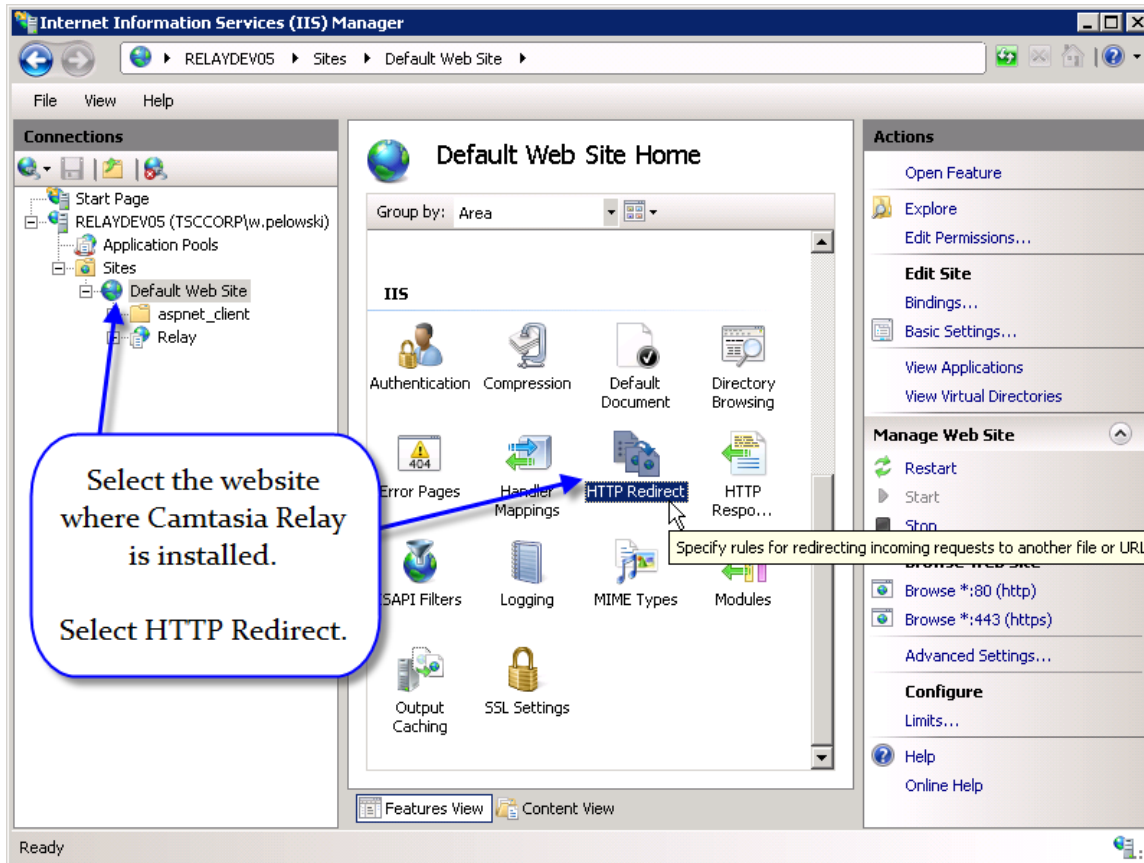 Internet Information Services (IIS) Manager
RELAYDEV05 Sites Default Web Site
File View Help
Connections
Start Page
RELAYDEV05 (TSCCORP\w.pelowski)
Application Pools
Sites
Default Web Site
aspnet_client
Relay
Select the website
where Camtasia Relay
is installed.
Select HTTP Redirect.
Default Web Site Home
Group by: Area
IIS
Authentication Compression Default Document Directory Browsing
404
Error Pages Handler Mappings HTTP Redirect HTTP Respo...
Specify rules for redirecting incoming requests to another file or URL
ISAPI Filters Logging MIME Types Modules
Output Caching SSL Settings
Features View Content View
Actions
Open Feature
Explore
Edit Permissions...
Edit Site
Bindings...
Basic Settings...
View Applications
View Virtual Directories
Manage Web Site
Restart
Start
Stop
Browse Web Site
Browse *:80 (http)
Browse *:443 (https)
Advanced Settings...
Configure
Limits...
Help
Online Help
Ready